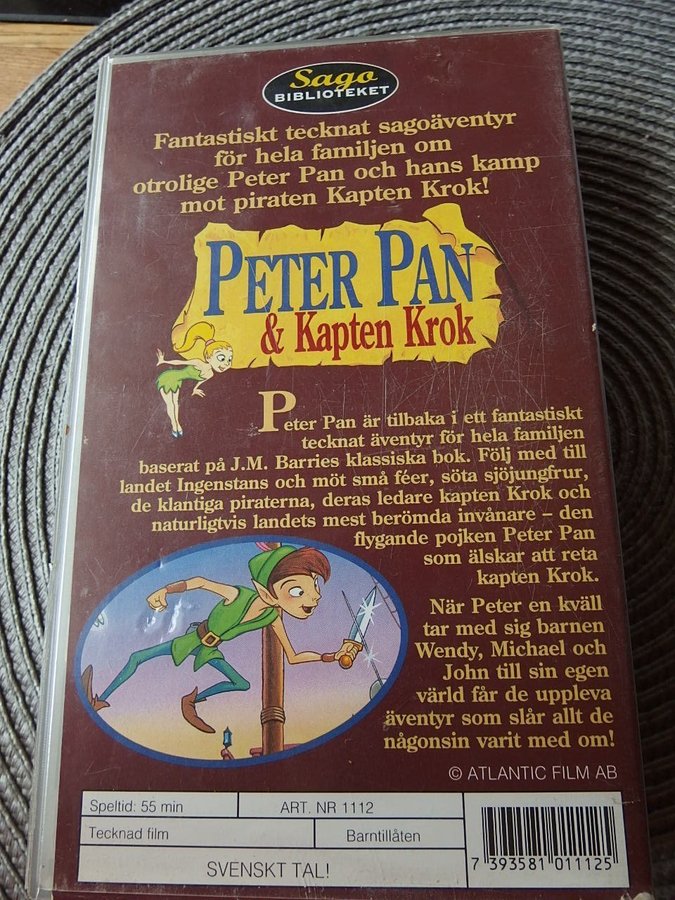 Sago
BIBLIOTEKET
Fantastiskt tecknat sagoäventyr
för hela familjen om
otrolige Peter Pan och hans kamp
mot piraten Kapten Krok!
PETER PAN
& Kapten Krok
Peter Pan är tilbaka i ett fantastiskt
tecknat äventyr för hela familjen
baserat på J.M. Barries klassiska bok. Följ med till
landet Ingenstans och möt små féer, söta sjöjungfrur,
de klantiga piraterna, deras ledare kapten Krok och
naturligtvis landets mest berömda invånare – den
flygande pojken Peter Pan
som älskar att reta
kapten Krok.
När Peter en kväll
tar med sig barnen
Wendy, Michael och
John till sin egen
värld får de uppleva
äventyr som slår allt de
någonsin varit med om!
© ATLANTIC FILM AB
Speltid: 55 min
ART. NR 1112
Tecknad film
Barntillåten
SVENSKT TAL!
7 393581 011125